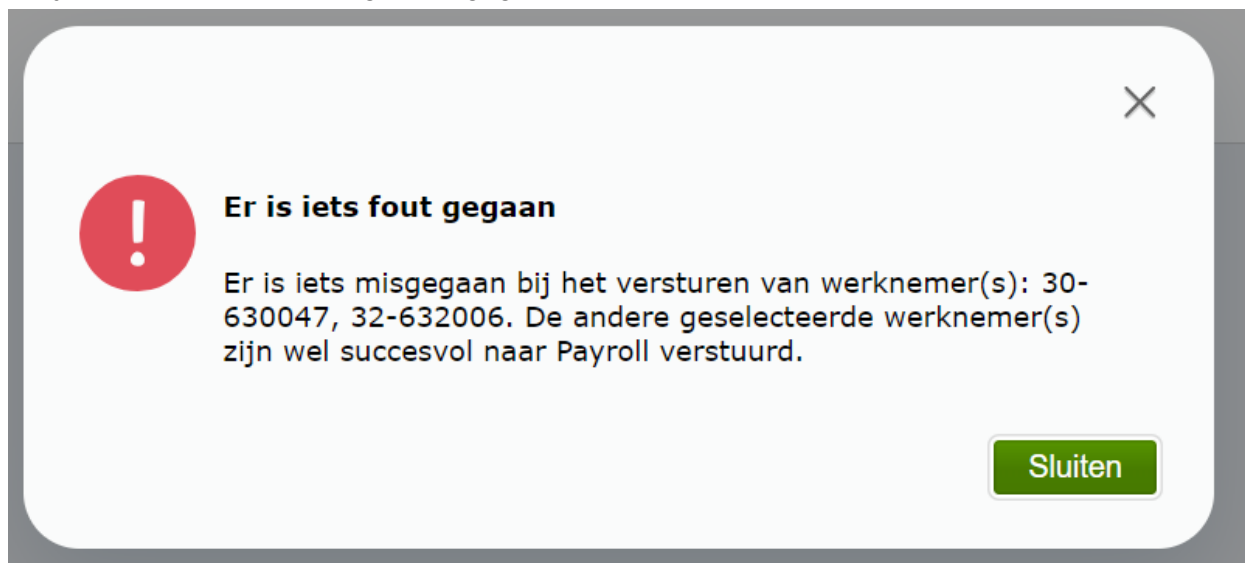 Er is iets fout gegaan
Er is iets misgegaan bij het versturen van werknemer(s): 30-
630047, 32-632006. De andere geselecteerde werknemer(s)
zijn wel succesvol naar Payroll verstuurd.
Sluiten